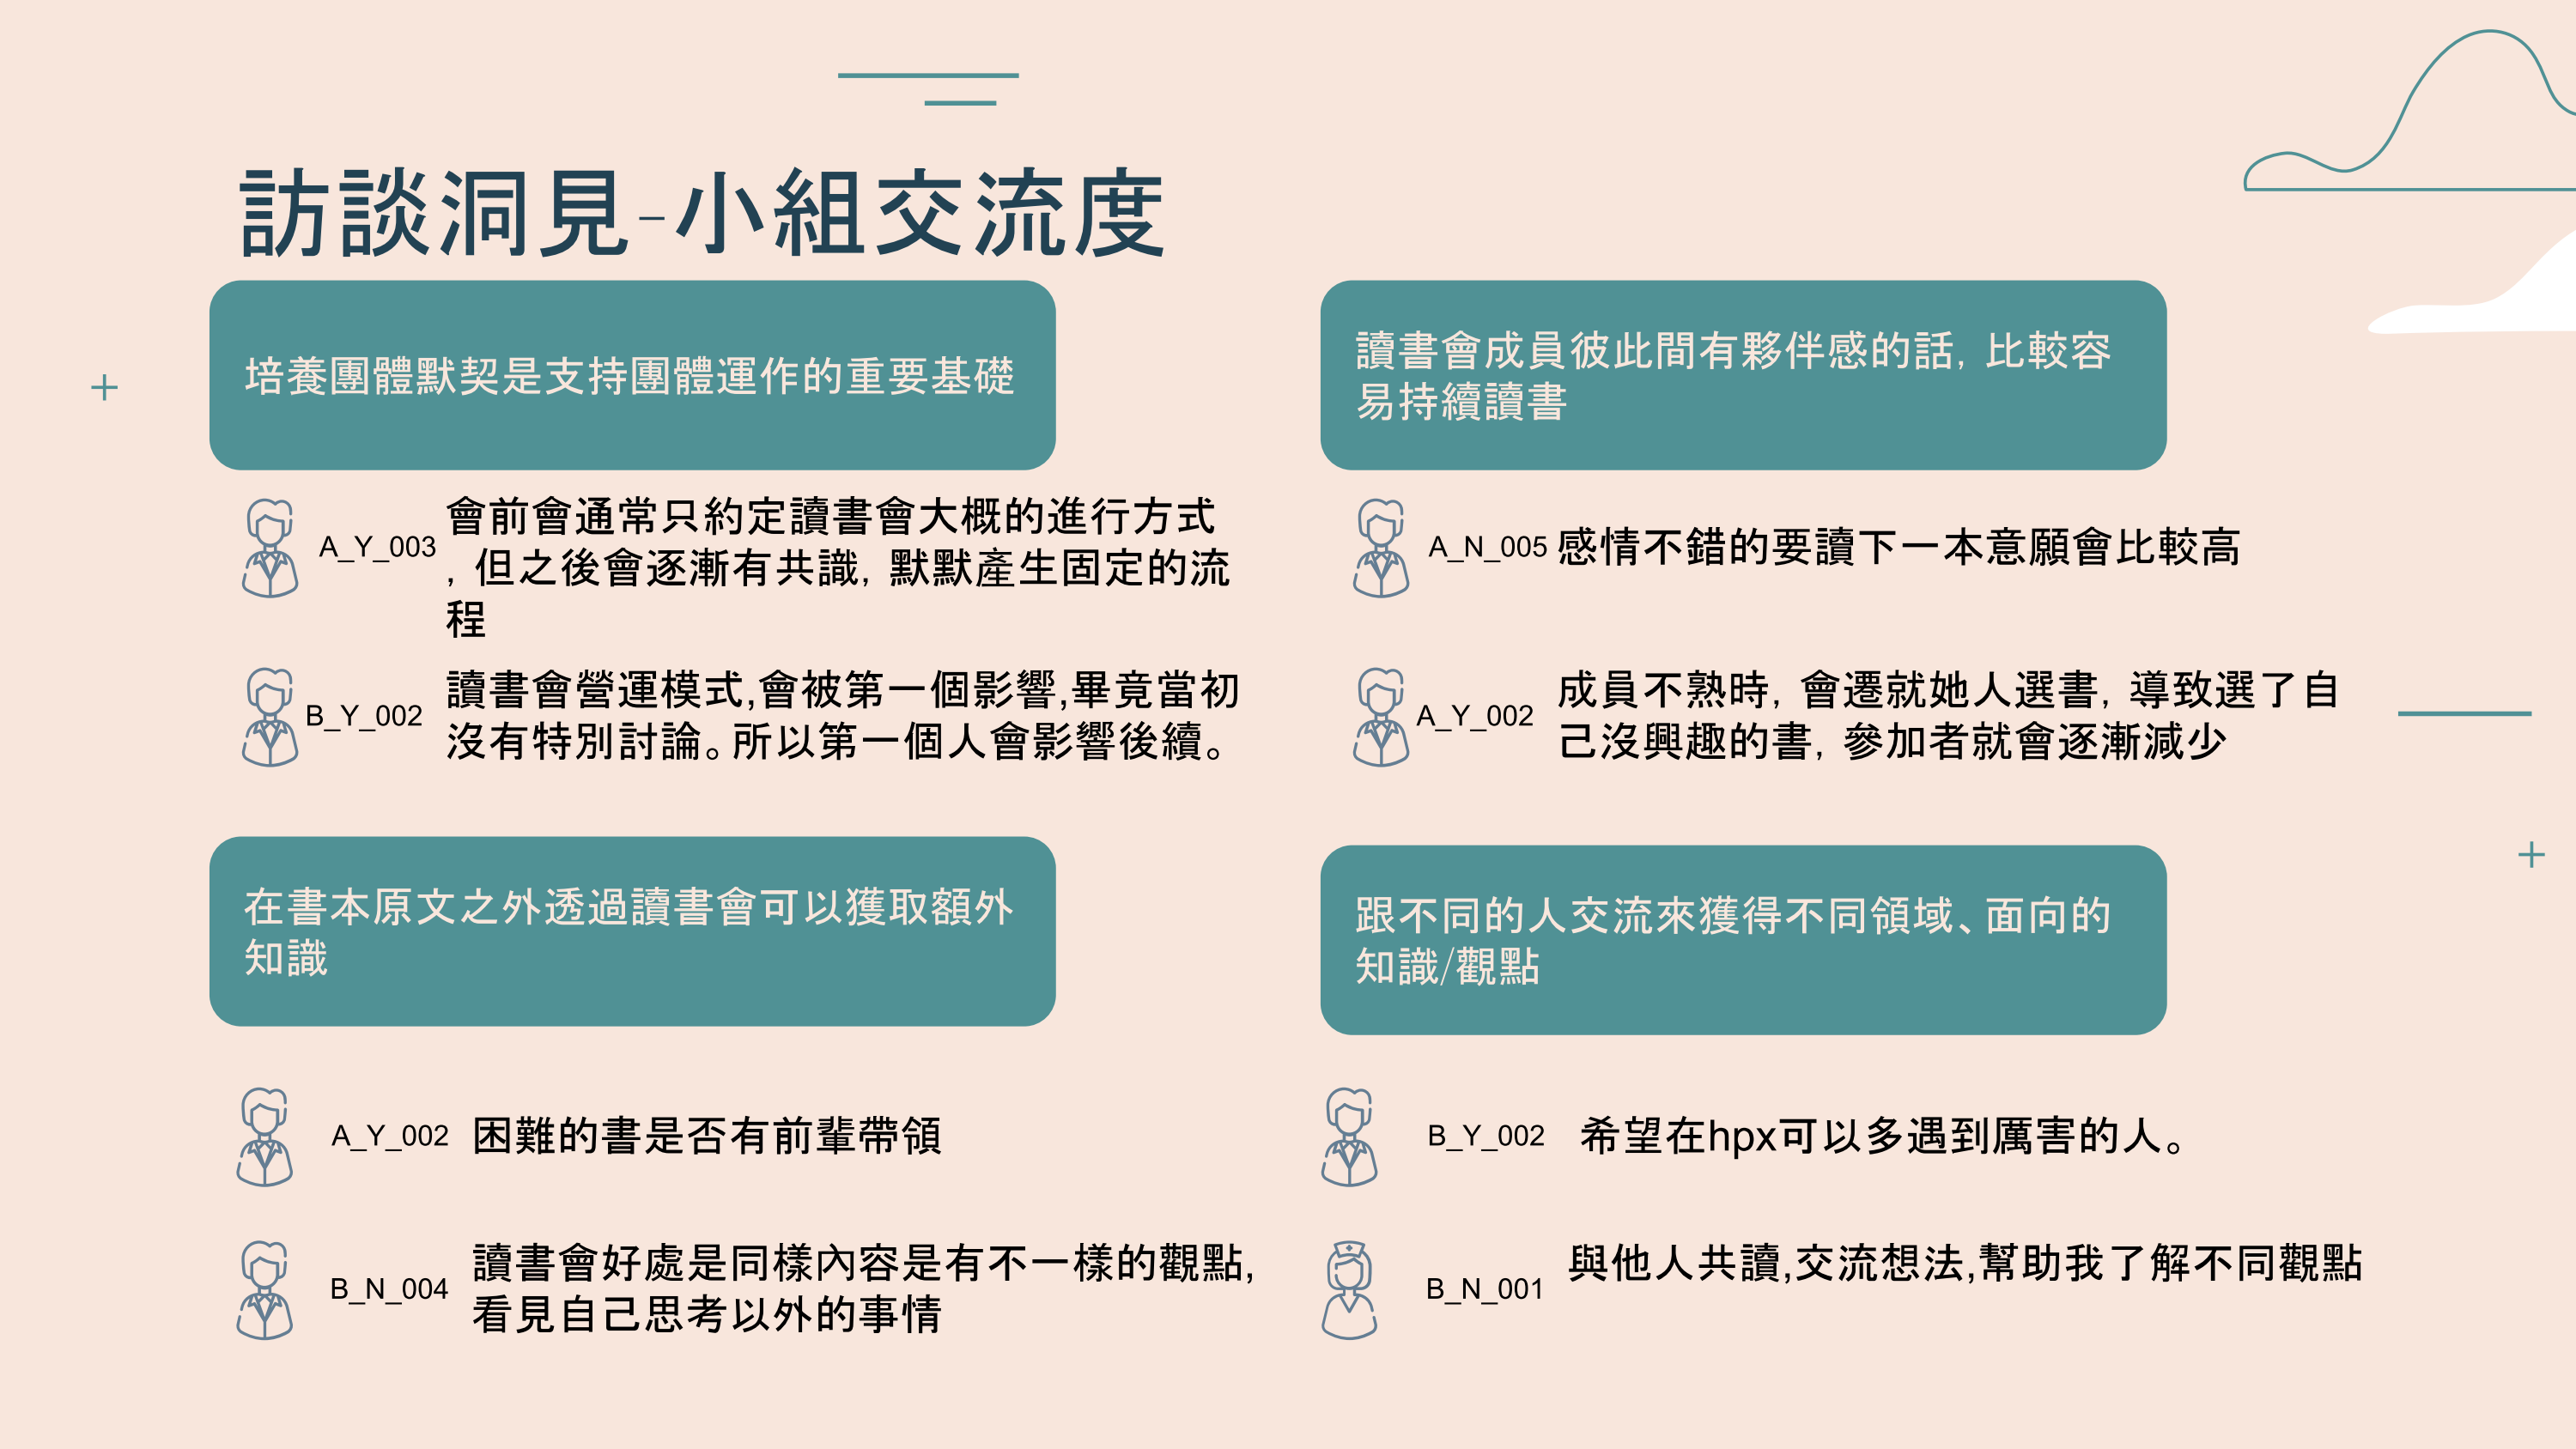 訪談洞見-小組交流度
培養團體默契是支持團體運作的重要基礎
A_Y_003
會前會通常只約定讀書會大概的進行方式
，但之後會逐漸有共識，默默產生固定的流
程
B_Y_002
讀書會營運模式,會被第一個影響,畢竟當初
沒有特別討論。所以第一個人會影響後續。
讀書會成員彼此間有夥伴感的話，比較容
易持續讀書
A_N_005
感情不錯的要讀下一本意願會比較高
A_Y_002
成員不熟時，會遷就她人選書，導致選了自
己沒興趣的書，參加者就會逐漸減少
在書本原文之外透過讀書會可以獲取額外
知識
A_Y_002
困難的書是否有前輩帶領
B_N_004
讀書會好處是同樣內容是有不一樣的觀點，
看見自己思考以外的事情
跟不同的人交流來獲得不同領域、面向的
知識/觀點
B_Y_002
希望在hpx可以多遇到厲害的人。
B_N_001
與他人共讀,交流想法,幫助我了解不同觀點